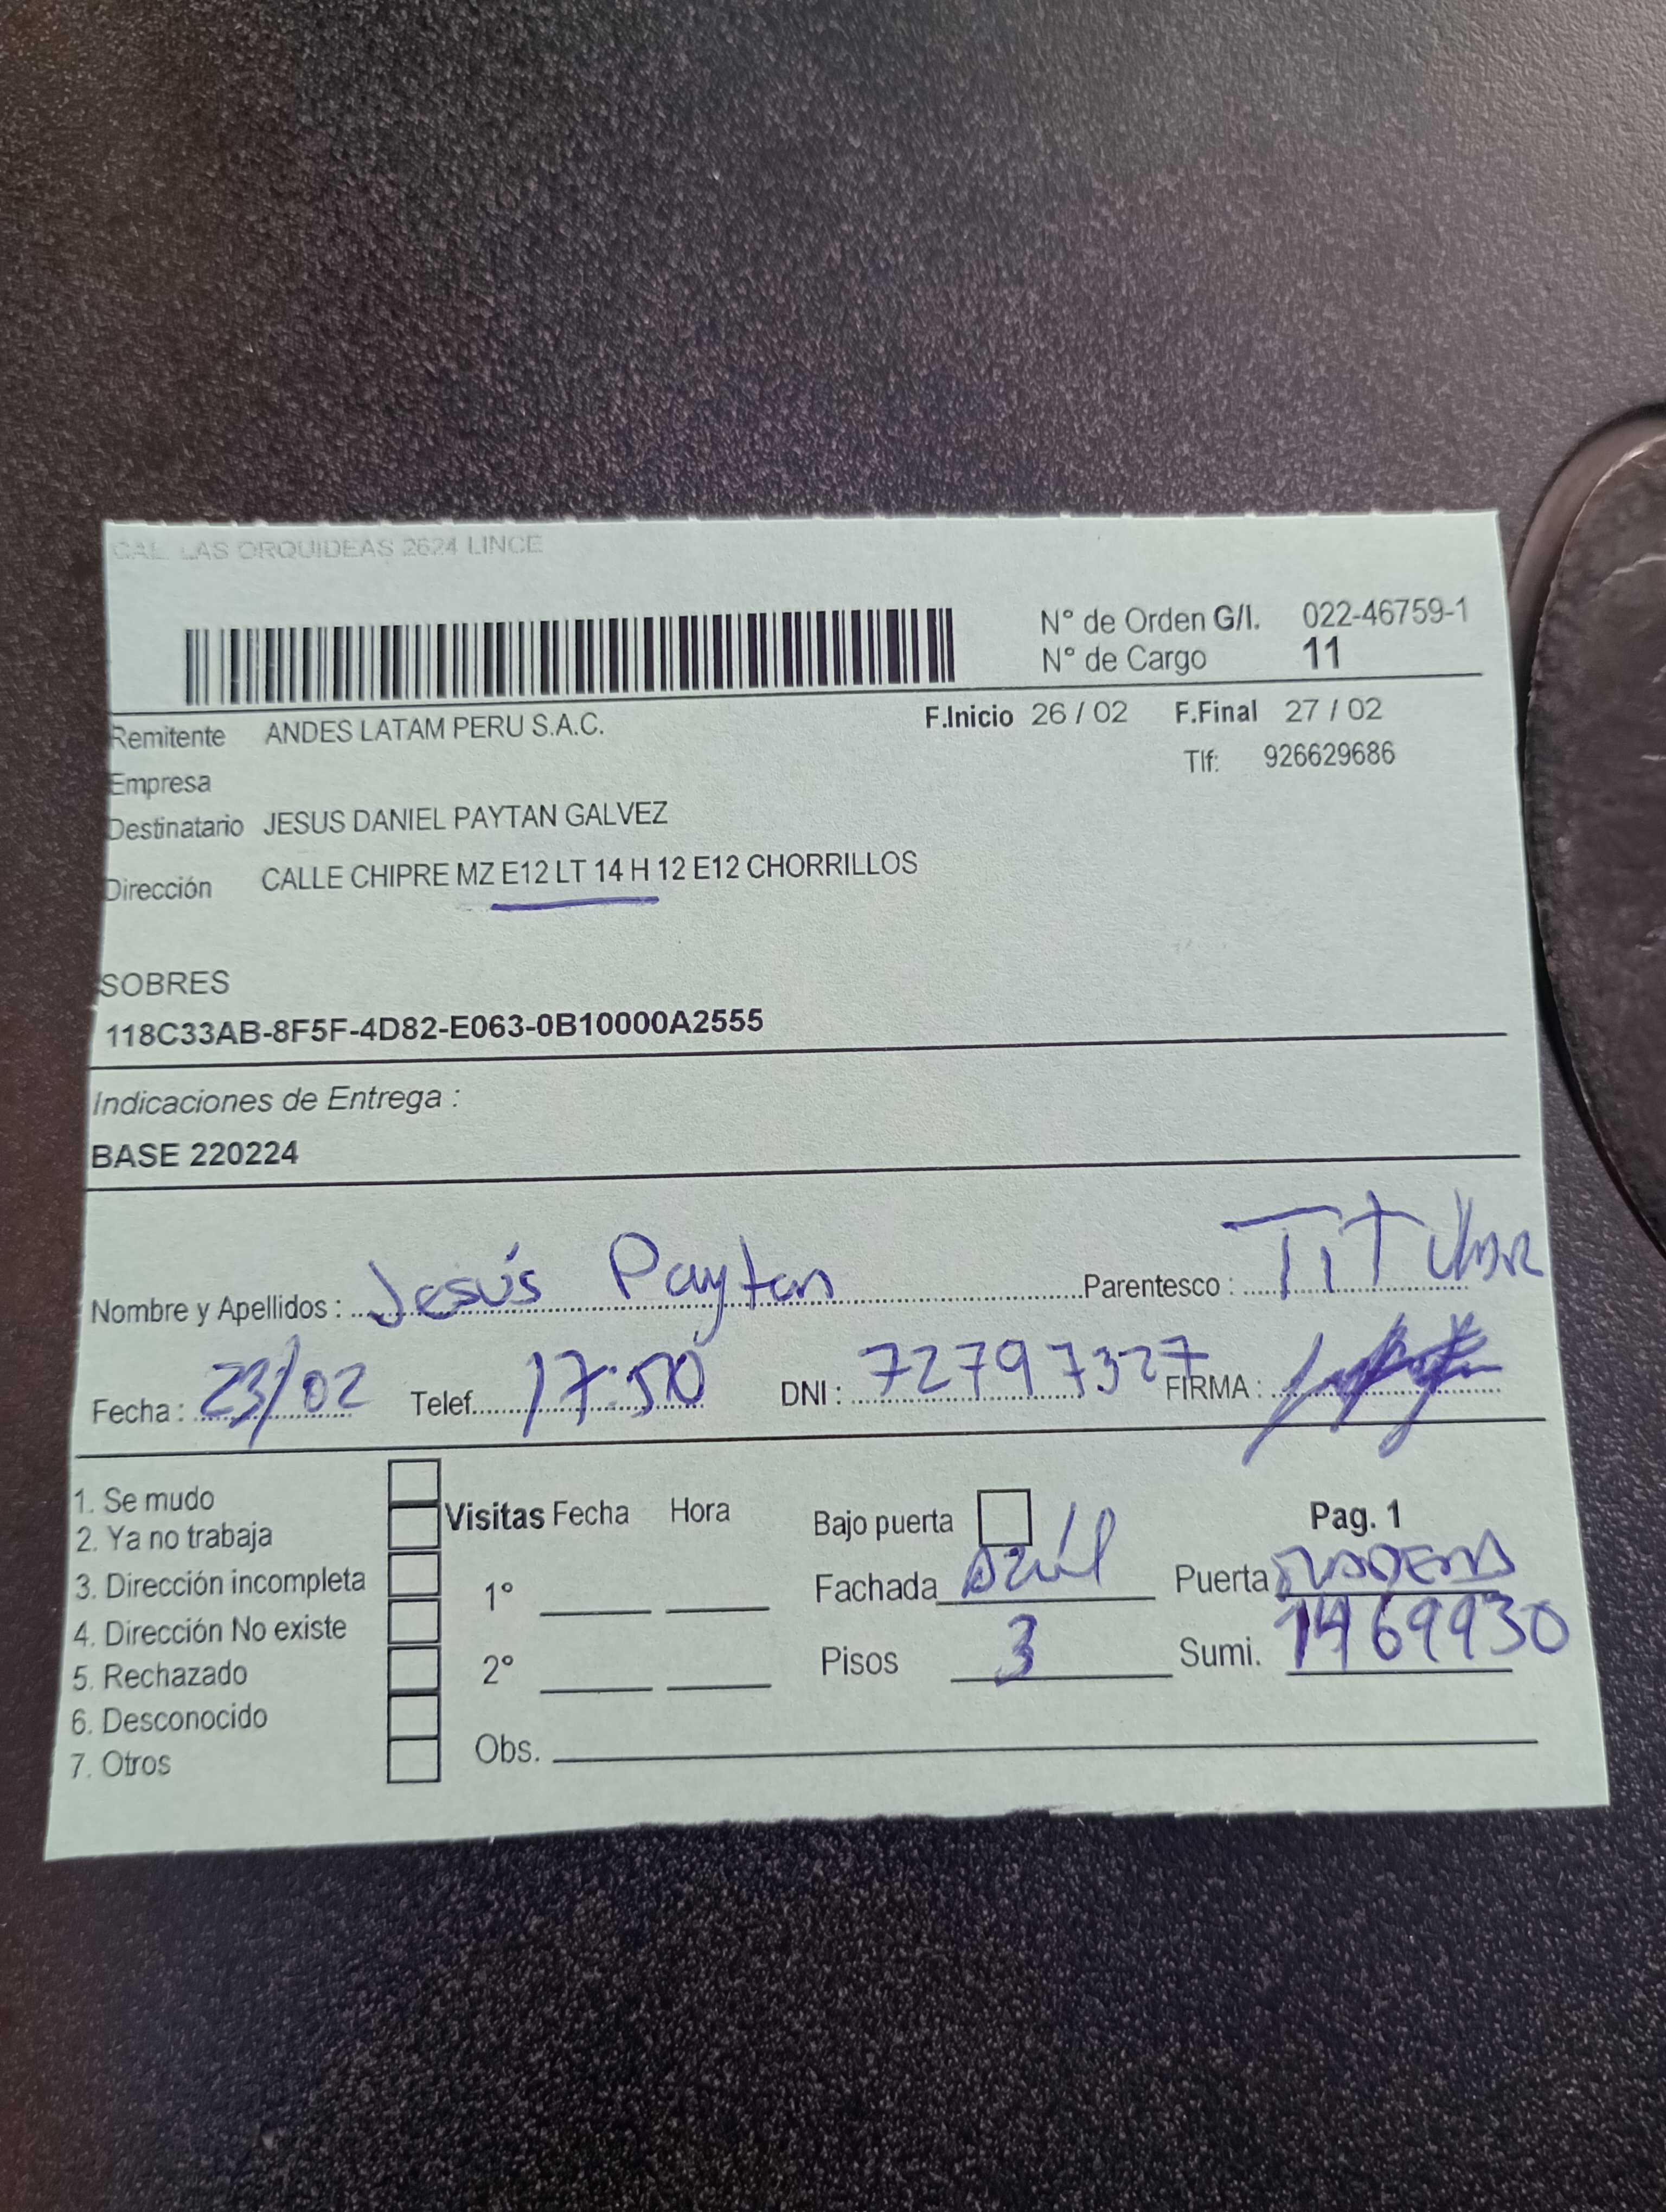 CAL. LAS ORQUIDEAS 2624 LINCE
N° de Orden G/I. 022-46759-1
N° de Cargo 11
Remitente ANDES LATAM PERU S.A.C. F.Inicio 26 / 02 F.Final 27 / 02
Tlf: 926629686
Empresa
Destinatario JESUS DANIEL PAYTAN GALVEZ
Dirección CALLE CHIPRE MZ E12 LT 14 H 12 E12 CHORRILLOS
SOBRES
118C33AB-8F5F-4D82-E063-0B10000A2555
Indicaciones de Entrega :
BASE 220224
Nombre y Apellidos : Jesús Paytan Parentesco : Titular
Fecha : 23/02 Telef. 17:50 DNI : 72797327 FIRMA :
1. Se mudo
2. Ya no trabaja
3. Dirección incompleta
4. Dirección No existe
5. Rechazado
6. Desconocido
7. Otros
Visitas Fecha Hora
1°
2°
Obs.
Bajo puerta Pag. 1
Fachada Azul Puerta MADERA
Pisos 3 Sumi. 1469930